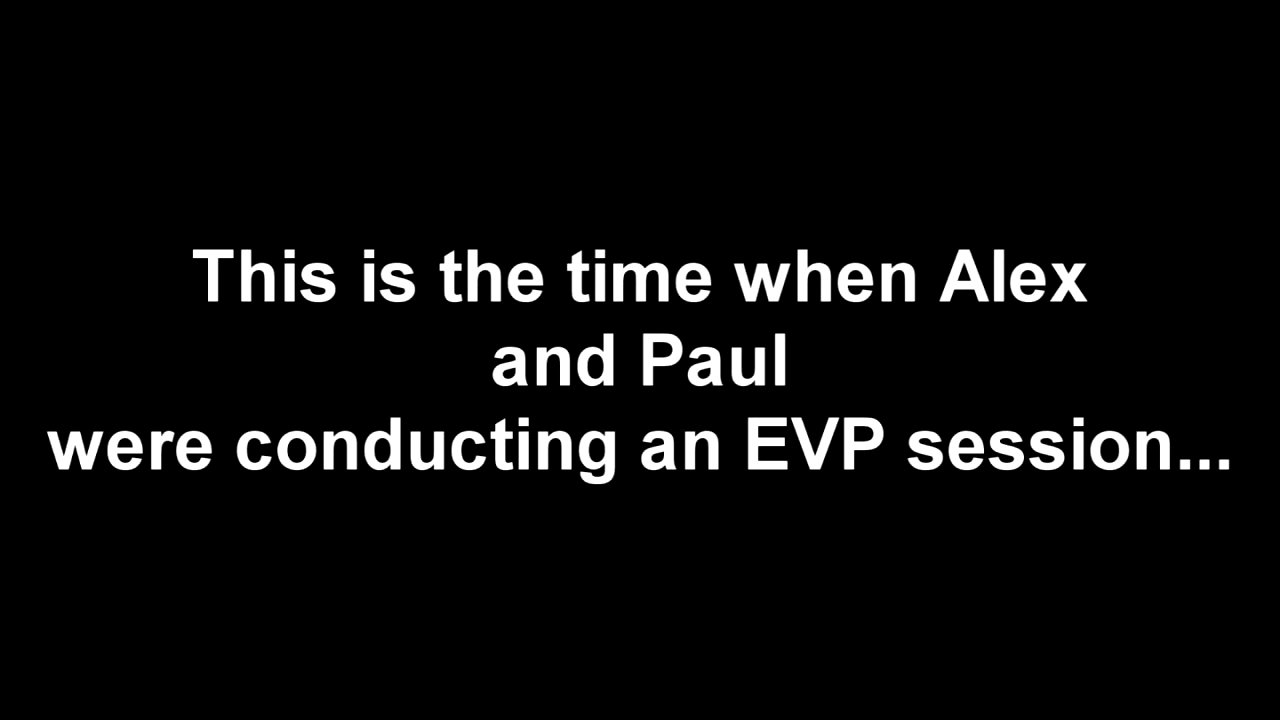 This is the time when Alex
and Paul
were conducting an EVP session...